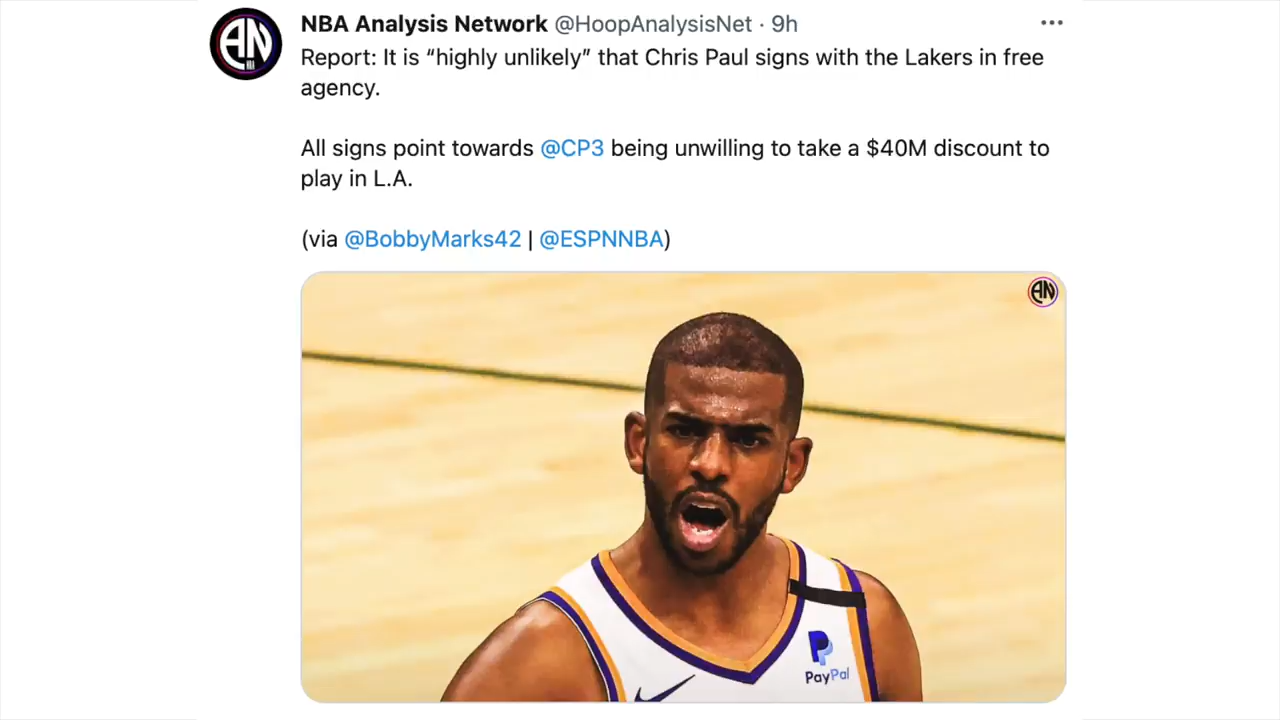 NBA Analysis Network @HoopAnalysisNet · 9h
Report: It is “highly unlikely” that Chris Paul signs with the Lakers in free
agency.
All signs point towards @CP3 being unwilling to take a $40M discount to
play in L.A.
(via @BobbyMarks42 | @ESPNNBA)
AN
AN
PayPal